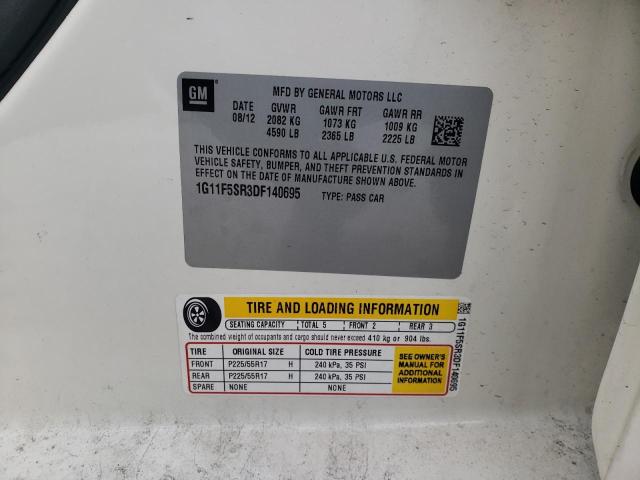 GM
MFD BY GENERAL MOTORS LLC
DATE GVWR GAWR FRT GAWR RR
08/12 2082 KG 1073 KG 1009 KG
4590 LB 2365 LB 2225 LB
THIS VEHICLE CONFORMS TO ALL APPLICABLE U.S. FEDERAL MOTOR
VEHICLE SAFETY, BUMPER, AND THEFT PREVENTION STANDARDS IN
EFFECT ON THE DATE OF MANUFACTURE SHOWN ABOVE.
1G11F5SR3DF140695 TYPE: PASS CAR
TIRE AND LOADING INFORMATION
SEATING CAPACITY TOTAL 5 FRONT 2 REAR 3
The combined weight of occupants and cargo should never exceed 410 kg or 904 lbs.
TIRE ORIGINAL SIZE COLD TIRE PRESSURE
FRONT P225/55R17 H 240 kPa, 35 PSI
REAR P225/55R17 H 240 kPa, 35 PSI
SPARE NONE NONE
SEE OWNER'S
MANUAL FOR
ADDITIONAL
INFORMATION
1G11F5SR3DF140695